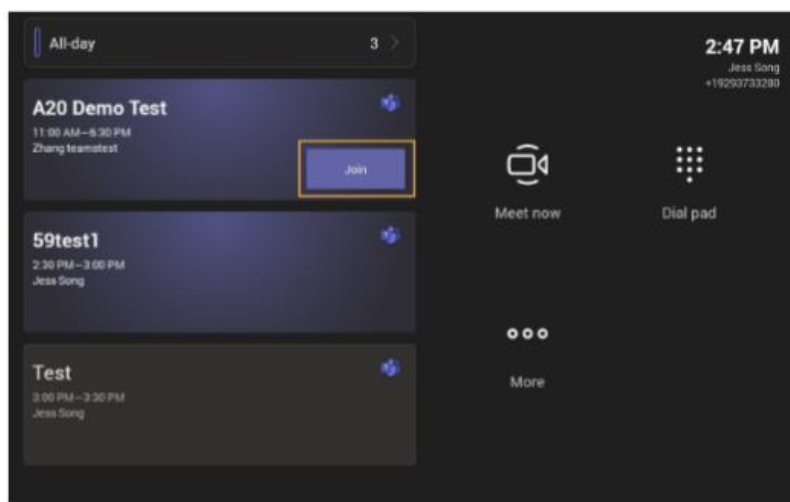 All-day 3
2:47 PM
Jess Song
+19293733280
A20 Demo Test
11:00 AM—6:30 PM
Zhang teamstest
Join
Meet now
Dial pad
59test1
2:30 PM—3:00 PM
Jess Song
More
Test
3:00 PM—3:30 PM
Jess Song